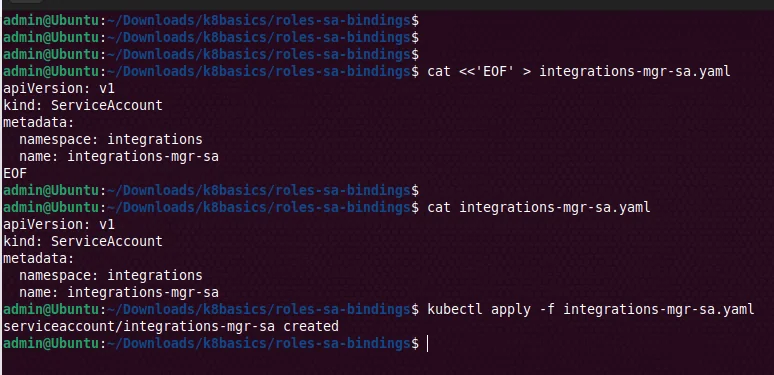 admin@Ubuntu:~/Downloads/k8basics/roles-sa-bindings$
admin@Ubuntu:~/Downloads/k8basics/roles-sa-bindings$
admin@Ubuntu:~/Downloads/k8basics/roles-sa-bindings$
admin@Ubuntu:~/Downloads/k8basics/roles-sa-bindings$ cat <<'EOF' > integrations-mgr-sa.yaml
apiVersion: v1
kind: ServiceAccount
metadata:
  namespace: integrations
  name: integrations-mgr-sa
EOF
admin@Ubuntu:~/Downloads/k8basics/roles-sa-bindings$
admin@Ubuntu:~/Downloads/k8basics/roles-sa-bindings$ cat integrations-mgr-sa.yaml
apiVersion: v1
kind: ServiceAccount
metadata:
  namespace: integrations
  name: integrations-mgr-sa
admin@Ubuntu:~/Downloads/k8basics/roles-sa-bindings$ kubectl apply -f integrations-mgr-sa.yaml
serviceaccount/integrations-mgr-sa created
admin@Ubuntu:~/Downloads/k8basics/roles-sa-bindings$